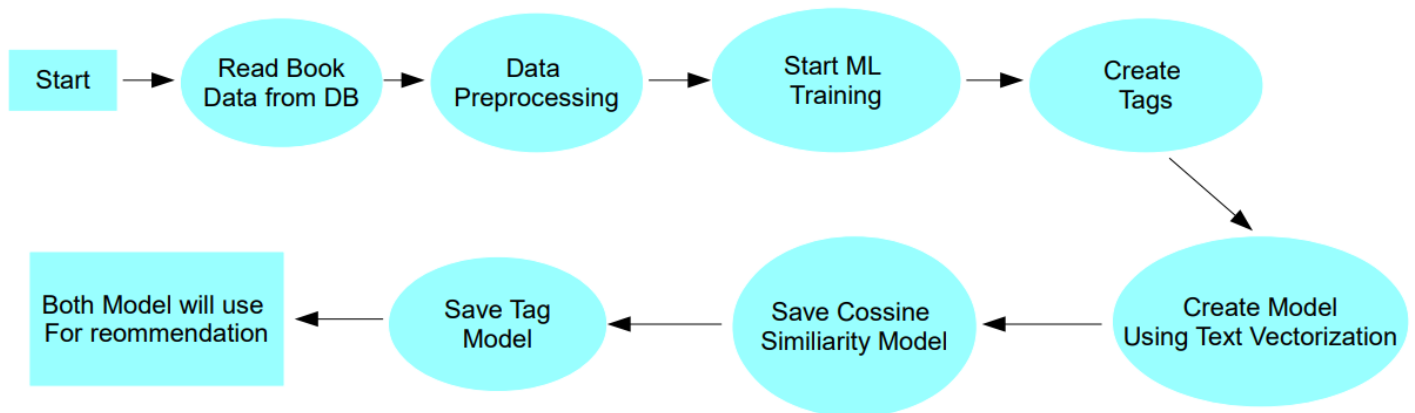 Start
Read Book
Data from DB
Data
Preprocessing
Start ML
Training
Create
Tags
Create Model
Using Text Vectorization
Save Cossine
Similiarity Model
Save Tag
Model
Both Model will use
For reommendation